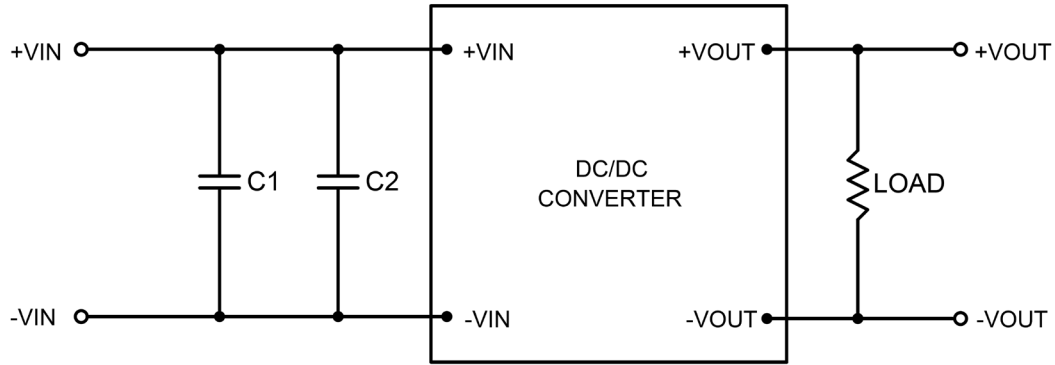 +VIN
+VIN
+VOUT
+VOUT
C1
C2
DC/DC
CONVERTER
LOAD
-VIN
-VIN
-VOUT
-VOUT